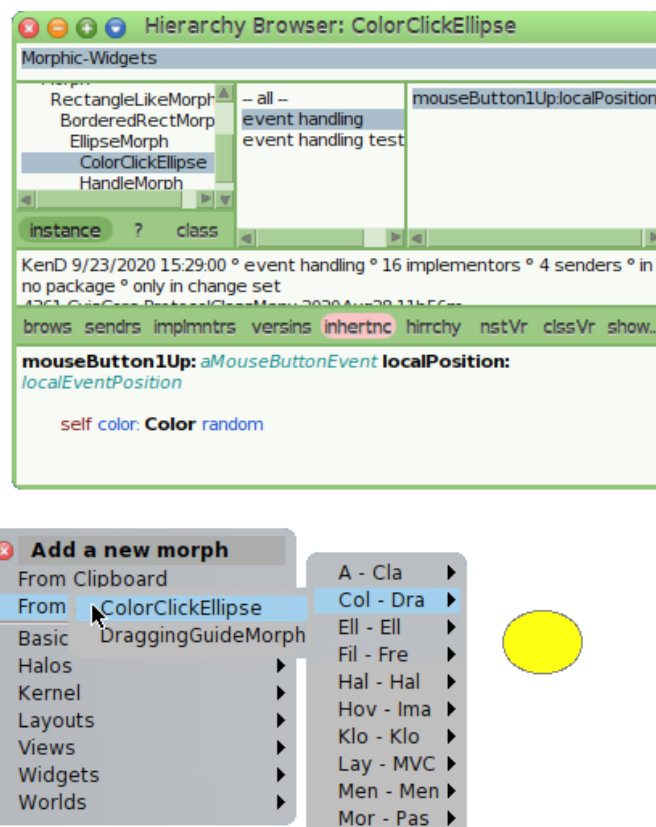 Hierarchy Browser: ColorClickEllipse
Morphic-Widgets
RectangleLikeMorph
BorderedRectMorp
EllipseMorph
ColorClickEllipse
HandleMorph
-- all --
event handling
event handling test
mouseButton1Up:localPosition
instance ? class
KenD 9/23/2020 15:29:00 ° event handling ° 16 implementors ° 4 senders ° in
no package ° only in change set
brows sendrs implmntrs versins inhertnc hirrchy nstVr clssVr show..
mouseButton1Up: aMouseButtonEvent localPosition:
localEventPosition
self color: Color random
Add a new morph
From Clipboard
From
Basic
Halos
Kernel
Layouts
Views
Widgets
Worlds
ColorClickEllipse
DraggingGuideMorph
A - Cla
Col - Dra
Ell - Ell
Fil - Fre
Hal - Hal
Hov - Ima
Klo - Klo
Lay - MVC
Men - Men
Mor - Pas